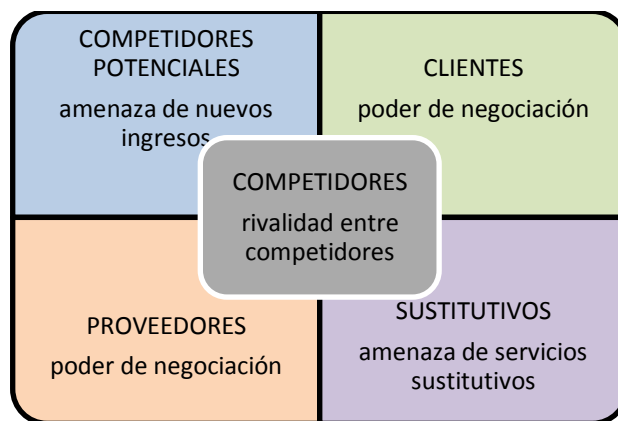 COMPETIDORES
POTENCIALES
amenaza de nuevos
ingresos
CLIENTES
poder de negociación
COMPETIDORES
rivalidad entre
competidores
PROVEEDORES
poder de negociación
SUSTITUTIVOS
amenaza de servicios
sustitutivos